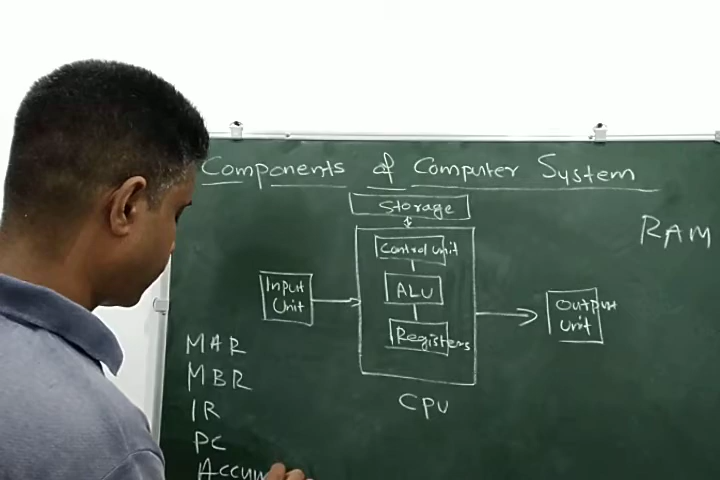 Components of Computer System
Storage
RAM
Control unit
Input
Unit
ALU
Output
unit
Registers
MAR
MBR
IR
PC
CPU
Accum